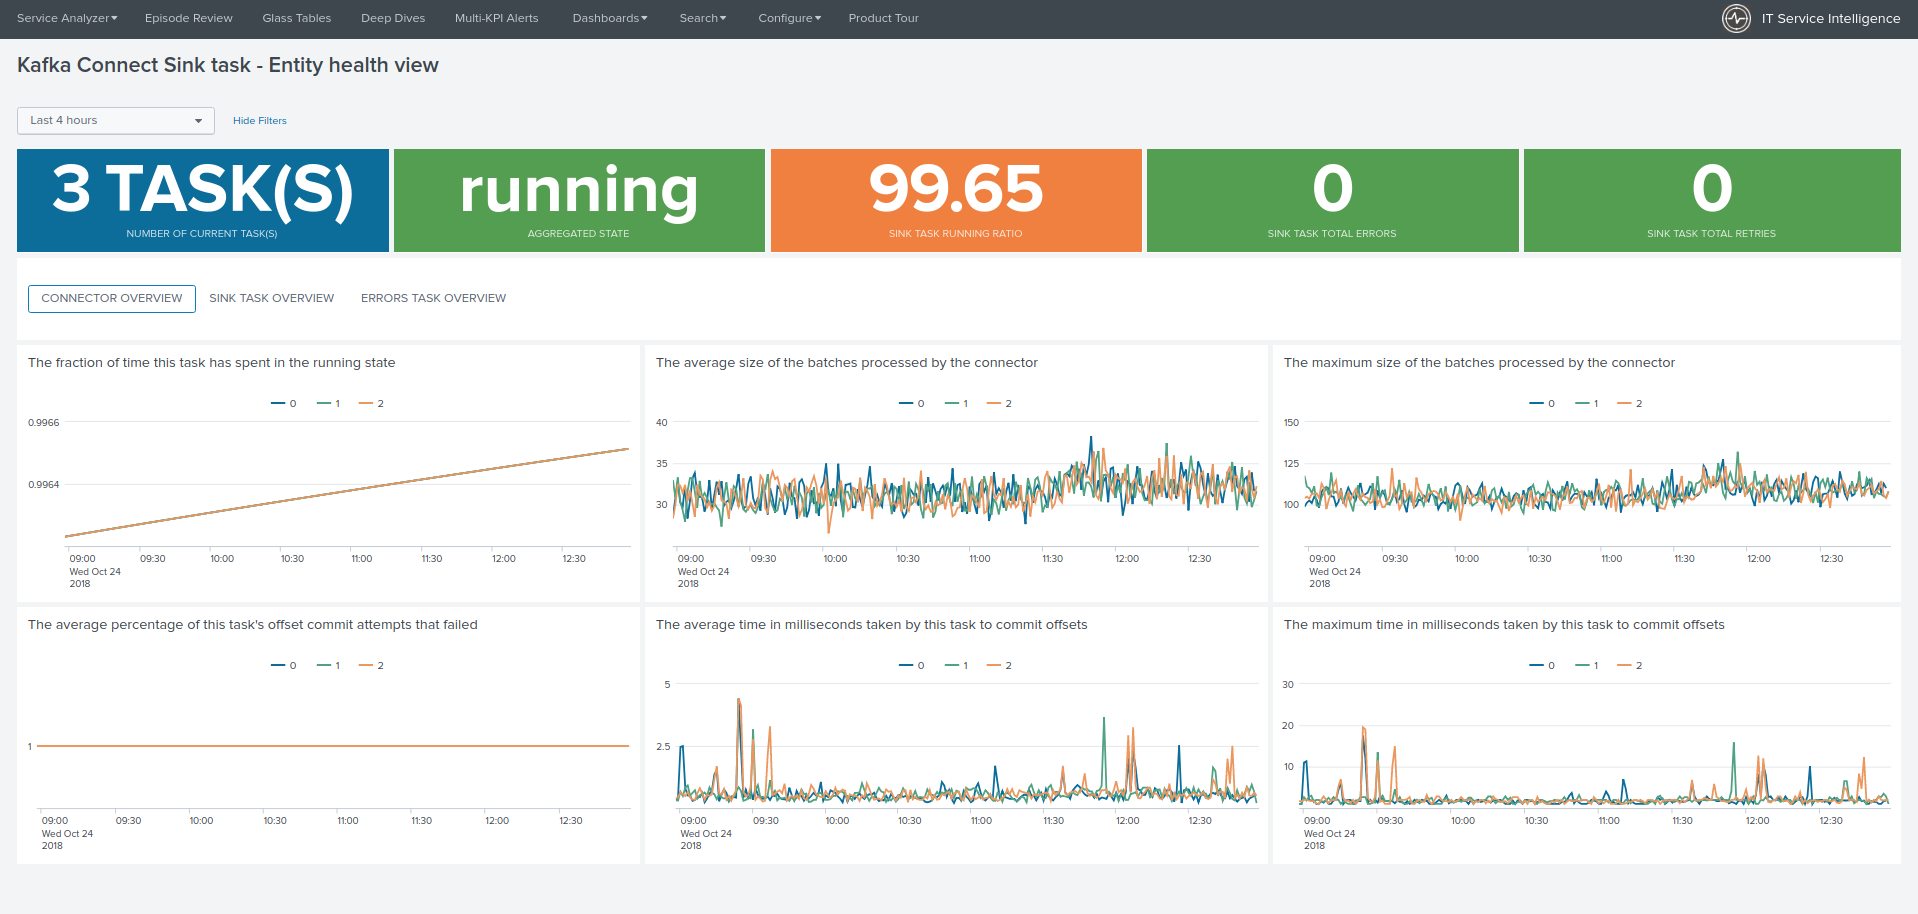 Service Analyzer Episode Review Glass Tables Deep Dives Multi-KPI Alerts Dashboards Search Configure Product Tour IT Service Intelligence
Kafka Connect Sink task - Entity health view
Last 4 hours Hide Filters
3 TASK(S)
NUMBER OF CURRENT TASK(S)
running
AGGREGATED STATE
99.65
SINK TASK RUNNING RATIO
0
SINK TASK TOTAL ERRORS
0
SINK TASK TOTAL RETRIES
CONNECTOR OVERVIEW SINK TASK OVERVIEW ERRORS TASK OVERVIEW
The fraction of time this task has spent in the running state
0 1 2
0.9966
0.9964
09:00 09:30 10:00 10:30 11:00 11:30 12:00 12:30
Wed Oct 24
2018
The average size of the batches processed by the connector
0 1 2
40
35
30
09:00 09:30 10:00 10:30 11:00 11:30 12:00 12:30
Wed Oct 24
2018
The maximum size of the batches processed by the connector
0 1 2
150
125
100
09:00 09:30 10:00 10:30 11:00 11:30 12:00 12:30
Wed Oct 24
2018
The average percentage of this task's offset commit attempts that failed
0 1 2
1
09:00 09:30 10:00 10:30 11:00 11:30 12:00 12:30
Wed Oct 24
2018
The average time in milliseconds taken by this task to commit offsets
0 1 2
5
2.5
09:00 09:30 10:00 10:30 11:00 11:30 12:00 12:30
Wed Oct 24
2018
The maximum time in milliseconds taken by this task to commit offsets
0 1 2
30
20
10
09:00 09:30 10:00 10:30 11:00 11:30 12:00 12:30
Wed Oct 24
2018